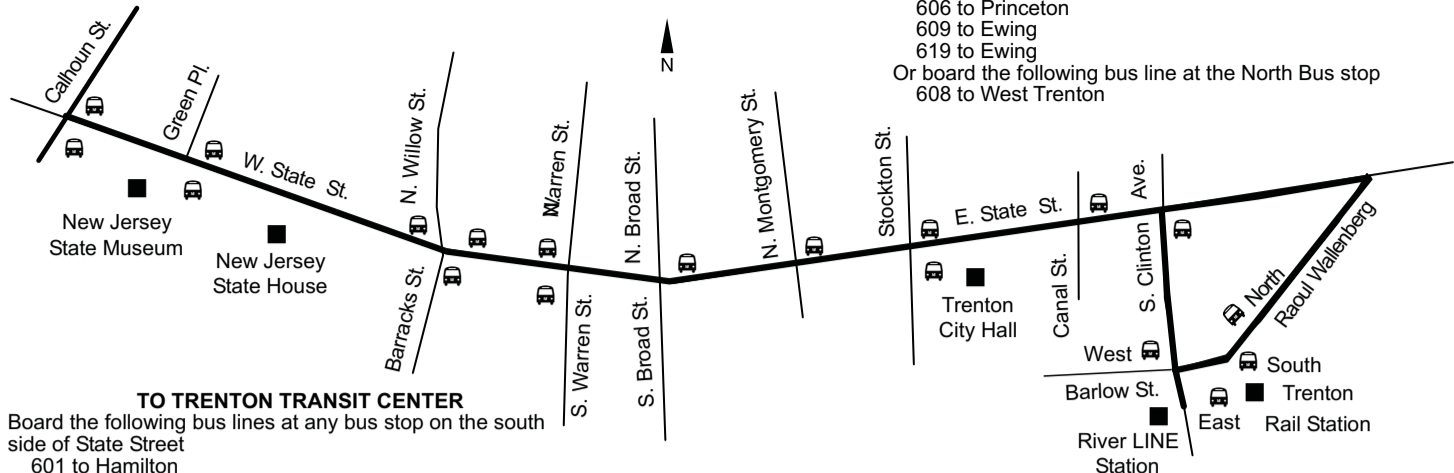 606 to Princeton
609 to Ewing
619 to Ewing
Or board the following bus line at the North Bus stop
608 to West Trenton
N
Calhoun St.
Green Pl.
W. State St.
N. Willow St.
Barracks St.
N. Warren St.
S. Warren St.
N. Broad St.
S. Broad St.
N. Montgomery St.
Stockton St.
E. State St.
Canal St.
S. Clinton Ave.
Raoul Wallenberg
North
South
West
East
Barlow St.
New Jersey
State Museum
New Jersey
State House
Trenton
City Hall
Trenton
Rail Station
River LINE
Station
TO TRENTON TRANSIT CENTER
Board the following bus lines at any bus stop on the south
side of State Street
601 to Hamilton